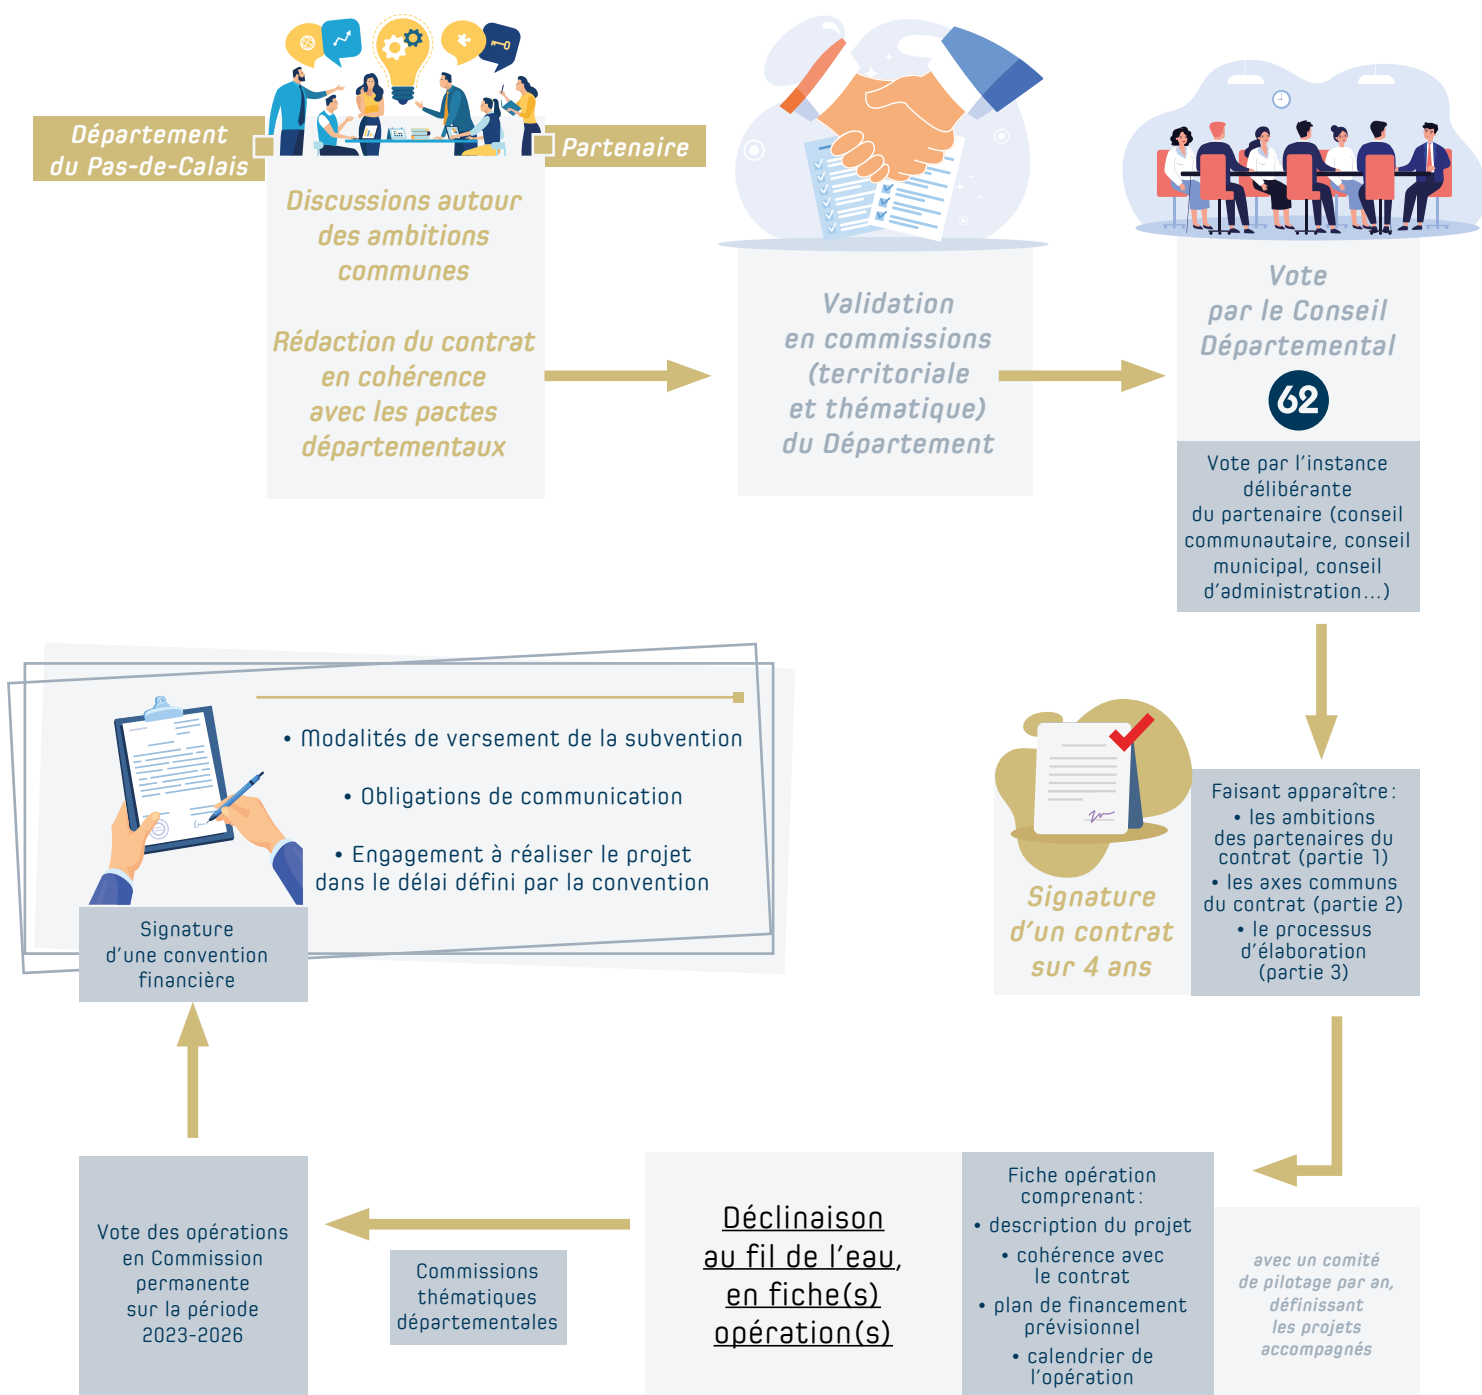 Département
du Pas-de-Calais
Partenaire
Discussions autour
des ambitions
communes
Rédaction du contrat
en cohérence
avec les pactes
départementaux
Validation
en commissions
(territoriale
et thématique)
du Département
Vote
par le Conseil
Départemental
62
Vote par l'instance
délibérante
du partenaire (conseil
communautaire, conseil
municipal, conseil
d'administration...)
Signature
d'un contrat
sur 4 ans
Faisant apparaître :
• les ambitions
des partenaires du
contrat (partie 1)
• les axes communs
du contrat (partie 2)
• le processus
d'élaboration
(partie 3)
avec un comité
de pilotage par an,
définissant
les projets
accompagnés
Fiche opération
comprenant :
• description du projet
• cohérence avec
le contrat
• plan de financement
prévisionnel
• calendrier de
l'opération
Déclinaison
au fil de l'eau,
en fiche(s)
opération(s)
Commissions
thématiques
départementales
Vote des opérations
en Commission
permanente
sur la période
2023-2026
Signature
d'une convention
financière
• Modalités de versement de la subvention
• Obligations de communication
• Engagement à réaliser le projet
dans le délai défini par la convention